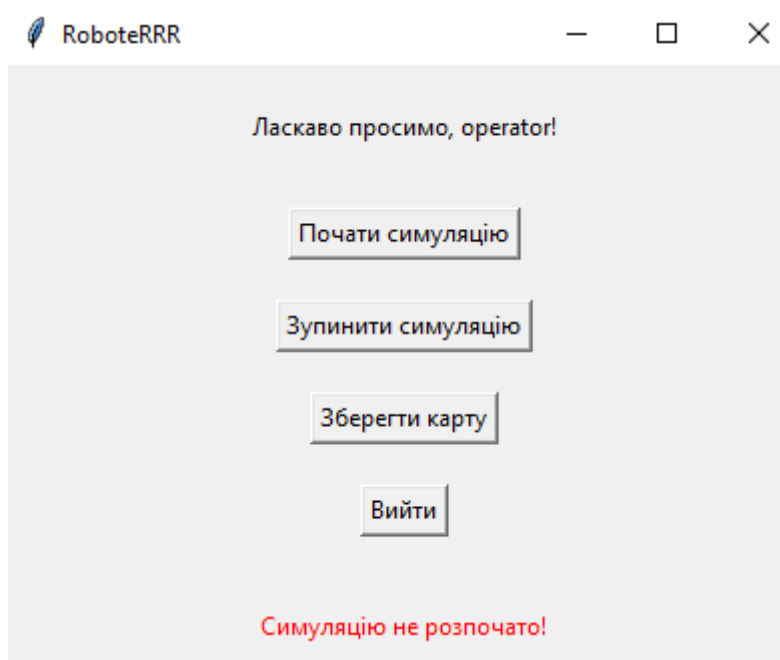 RoboteRRR
Ласкаво просимо, operator!
Почати симуляцію
Зупинити симуляцію
Зберегти карту
Вийти
Симуляцію не розпочато!